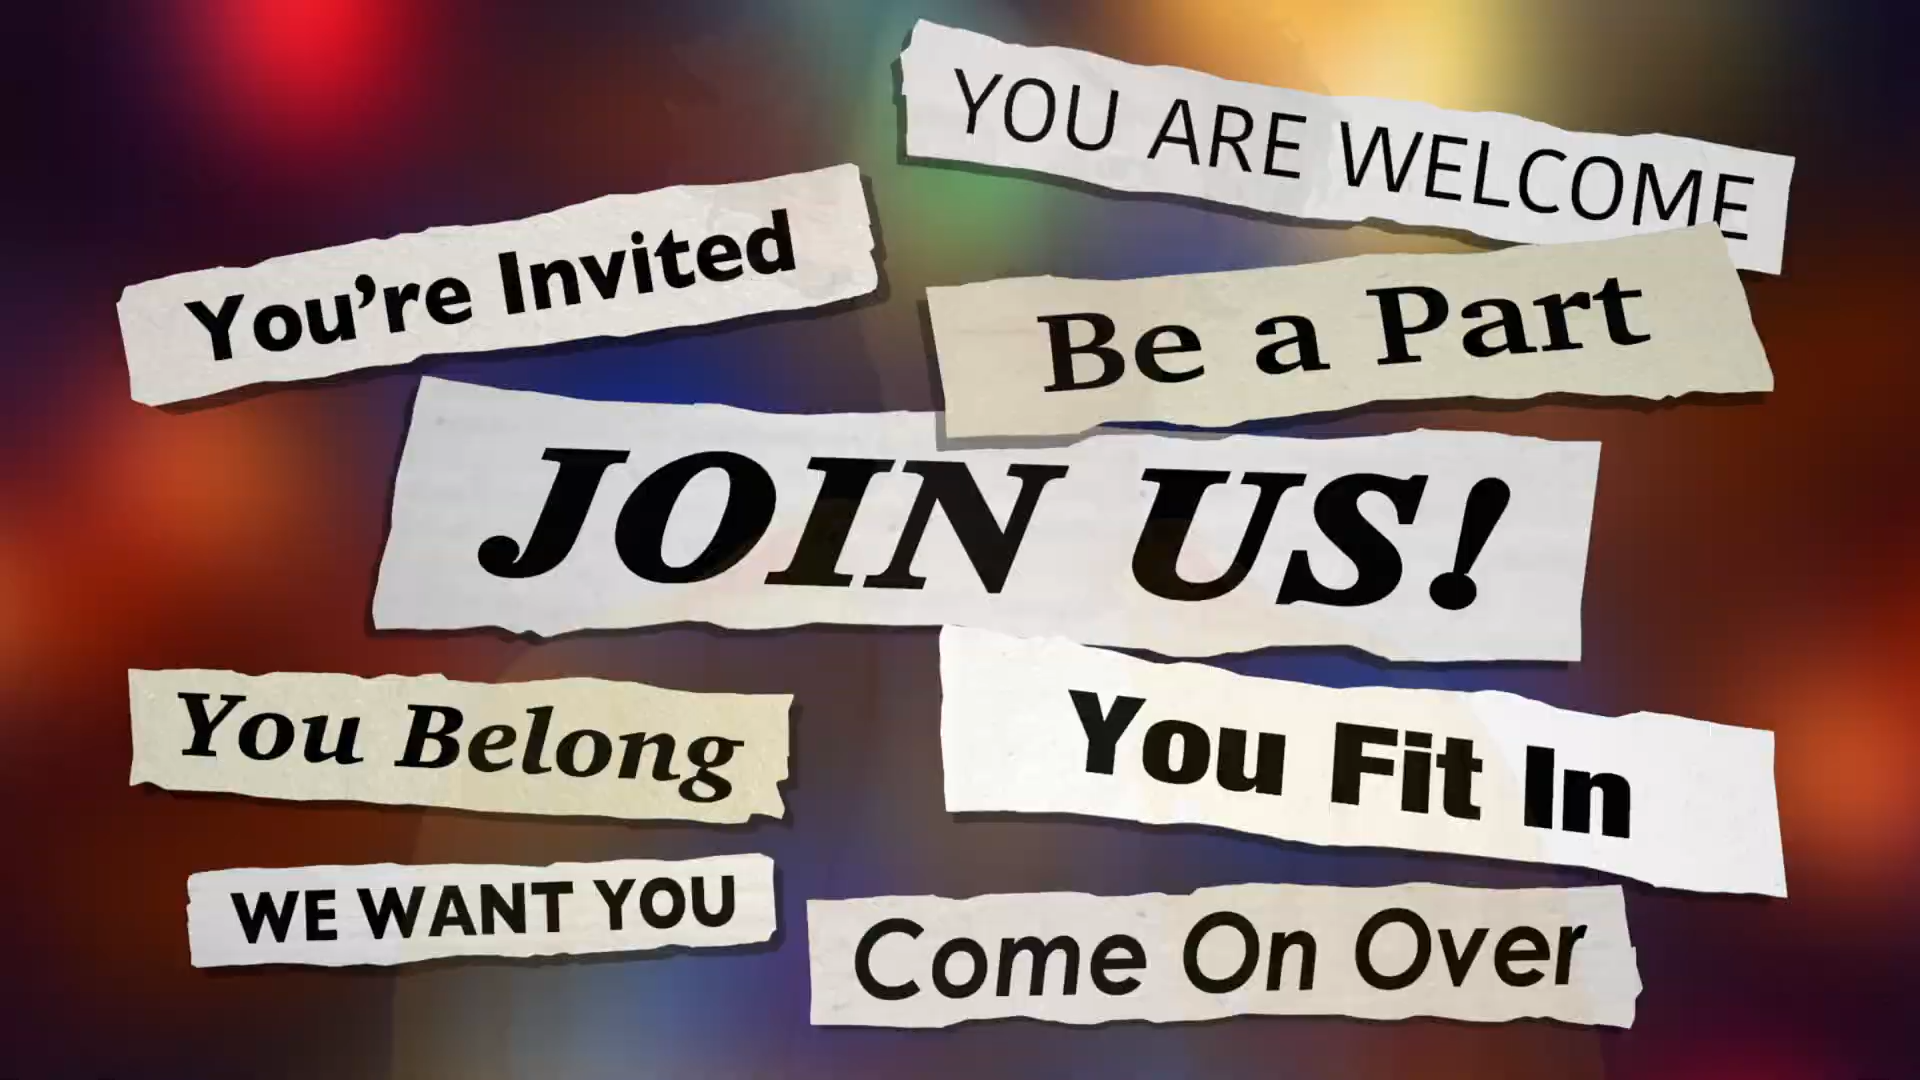 YOU ARE WELCOME
You're Invited
Be a Part
JOIN US!
You Belong
You Fit In
WE WANT YOU
Come On Over